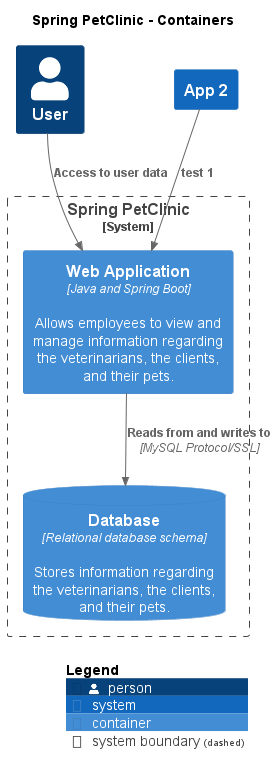 Spring PetClinic - Containers
User
App 2
Access to user data
test 1
Spring PetClinic
[System]
Web Application
[Java and Spring Boot]
Allows employees to view and
manage information regarding
the veterinarians, the clients,
and their pets.
Reads from and writes to
[MySQL Protocol/SSL]
Database
[Relational database schema]
Stores information regarding
the veterinarians, the clients,
and their pets.
Legend
person
system
container
system boundary (dashed)